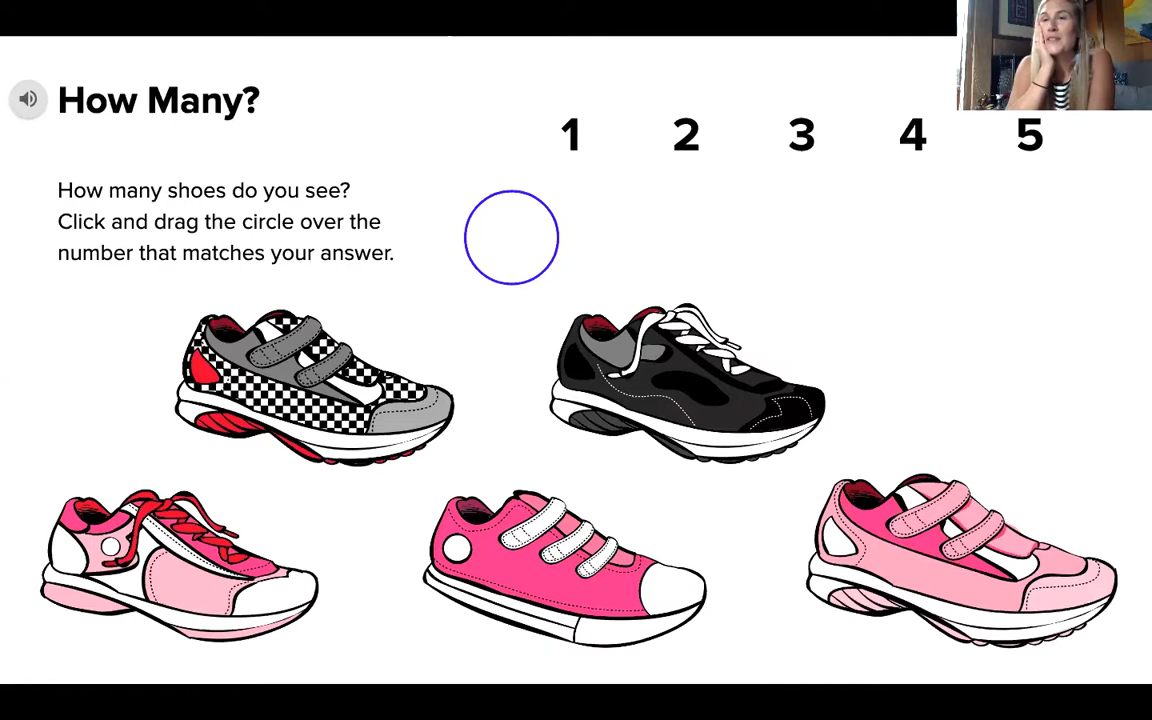 How Many?
1 2 3 4 5
How many shoes do you see?
Click and drag the circle over the
number that matches your answer.